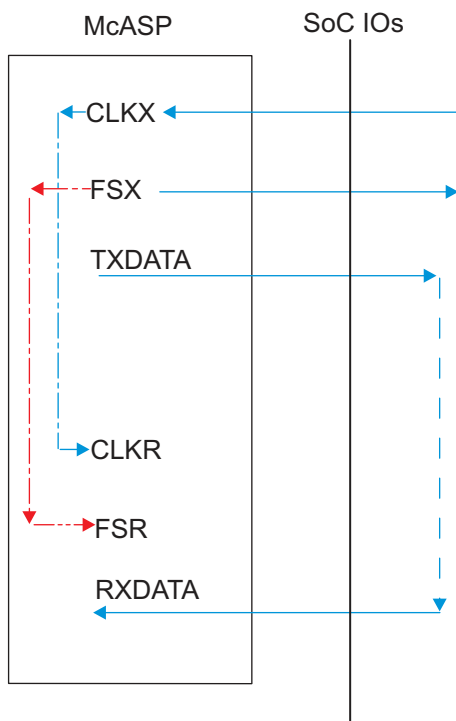 McASP
SoC IOs
CLKX
FSX
TXDATA
CLKR
FSR
RXDATA